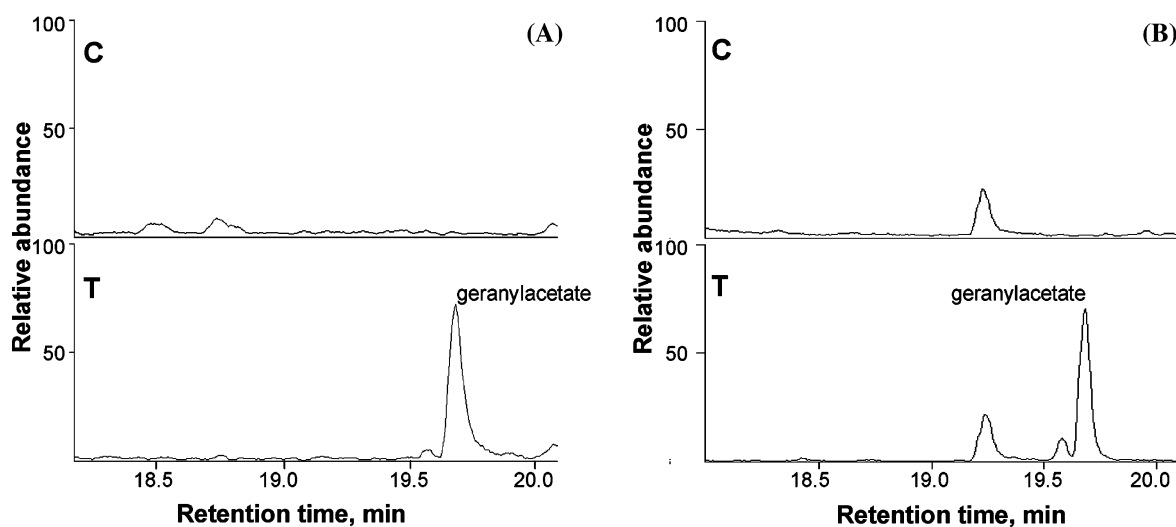 (A)
100
C
50
Relative abundance
100
T
geranylacetate
50
18.5 19.0 19.5 20.0
Retention time, min
(B)
100
C
50
Relative abundance
100
T
geranylacetate
50
18.5 19.0 19.5 20.0
Retention time, min